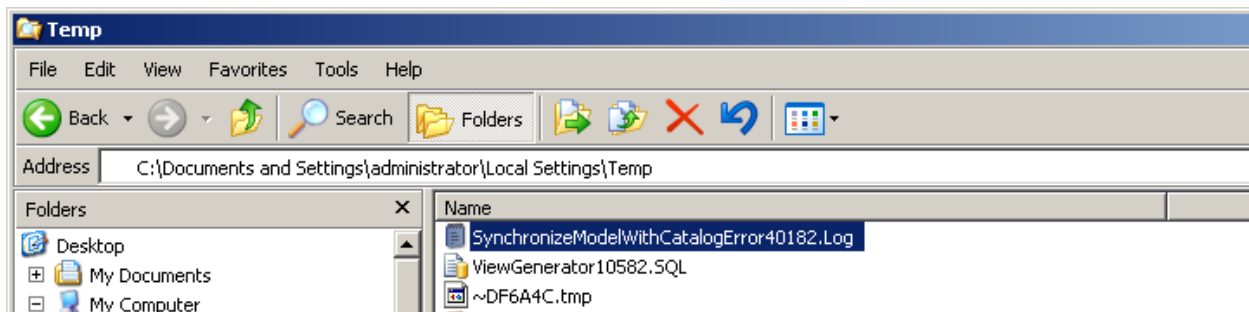 Temp
File Edit View Favorites Tools Help
Back Search Folders
Address C:\Documents and Settings\administrator\Local Settings\Temp
Folders X Name
Desktop SynchronizeModelWithCatalogError40182.Log
My Documents ViewGenerator10582.SQL
My Computer ~DF6A4C.tmp